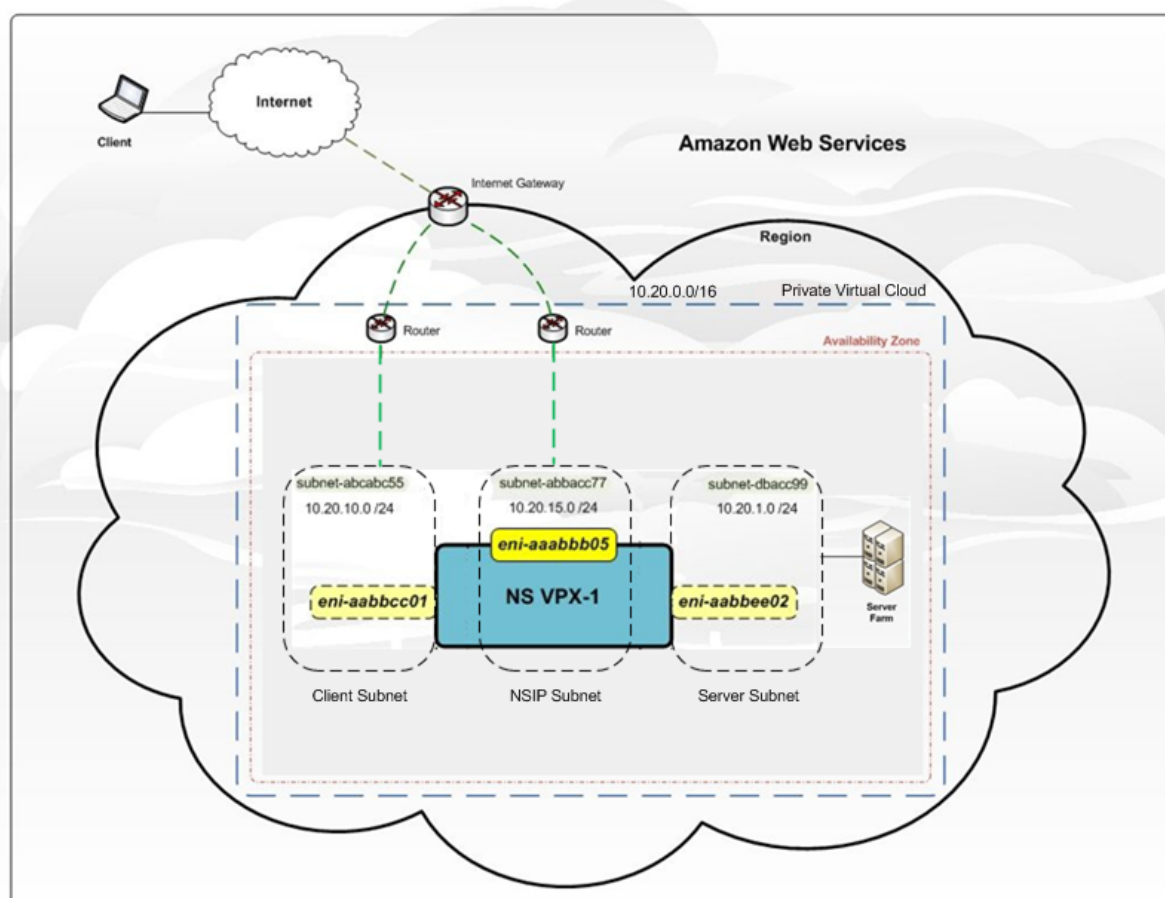 Internet
Client
Amazon Web Services
Internet Gateway
Region
10.20.0.0/16
Private Virtual Cloud
Router
Router
Availability Zone
subnet-abcabc55
subnet-abbacc77
subnet-dbacc99
10.20.10.0 /24
10.20.15.0 /24
10.20.1.0 /24
eni-aaabbb05
eni-aabbcc01
NS VPX-1
eni-aabbee02
Server
Farm
Client Subnet
NSIP Subnet
Server Subnet